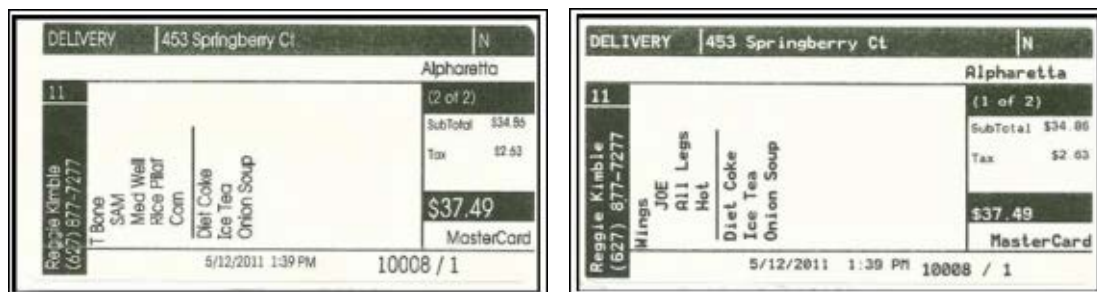 DELIVERY 453 Springberry Ct N
Alpharetta
11
(2 of 2)
SubTotal $34.86
Tax $2.63
$37.49
MasterCard
Reggie Kimble
(627) 877-7277
T Bone
SAM
Med Well
Rice Pilaf
Corn
Diet Coke
Ice Tea
Onion Soup
5/12/2011 1:39 PM 10008 / 1
DELIVERY 453 Springberry Ct N
Alpharetta
11
(1 of 2)
SubTotal $34.86
Tax $2.63
$37.49
MasterCard
Reggie Kimble
(627) 877-7277
Wings
JOE
All Legs
Hot
Diet Coke
Ice Tea
Onion Soup
5/12/2011 1:39 PM 10008 / 1